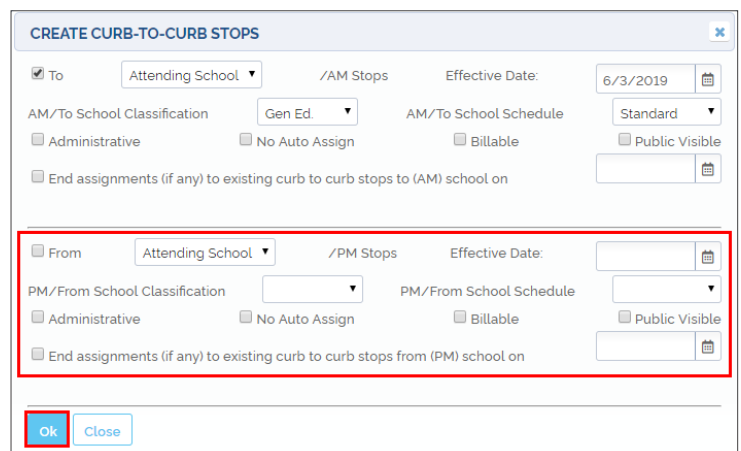 CREATE CURB-TO-CURB STOPS
To Attending School /AM Stops Effective Date: 6/3/2019
AM/To School Classification Gen Ed. AM/To School Schedule Standard
Administrative No Auto Assign Billable Public Visible
End assignments (if any) to existing curb to curb stops to (AM) school on
From Attending School /PM Stops Effective Date:
PM/From School Classification PM/From School Schedule
Administrative No Auto Assign Billable Public Visible
End assignments (if any) to existing curb to curb stops from (PM) school on
Ok Close